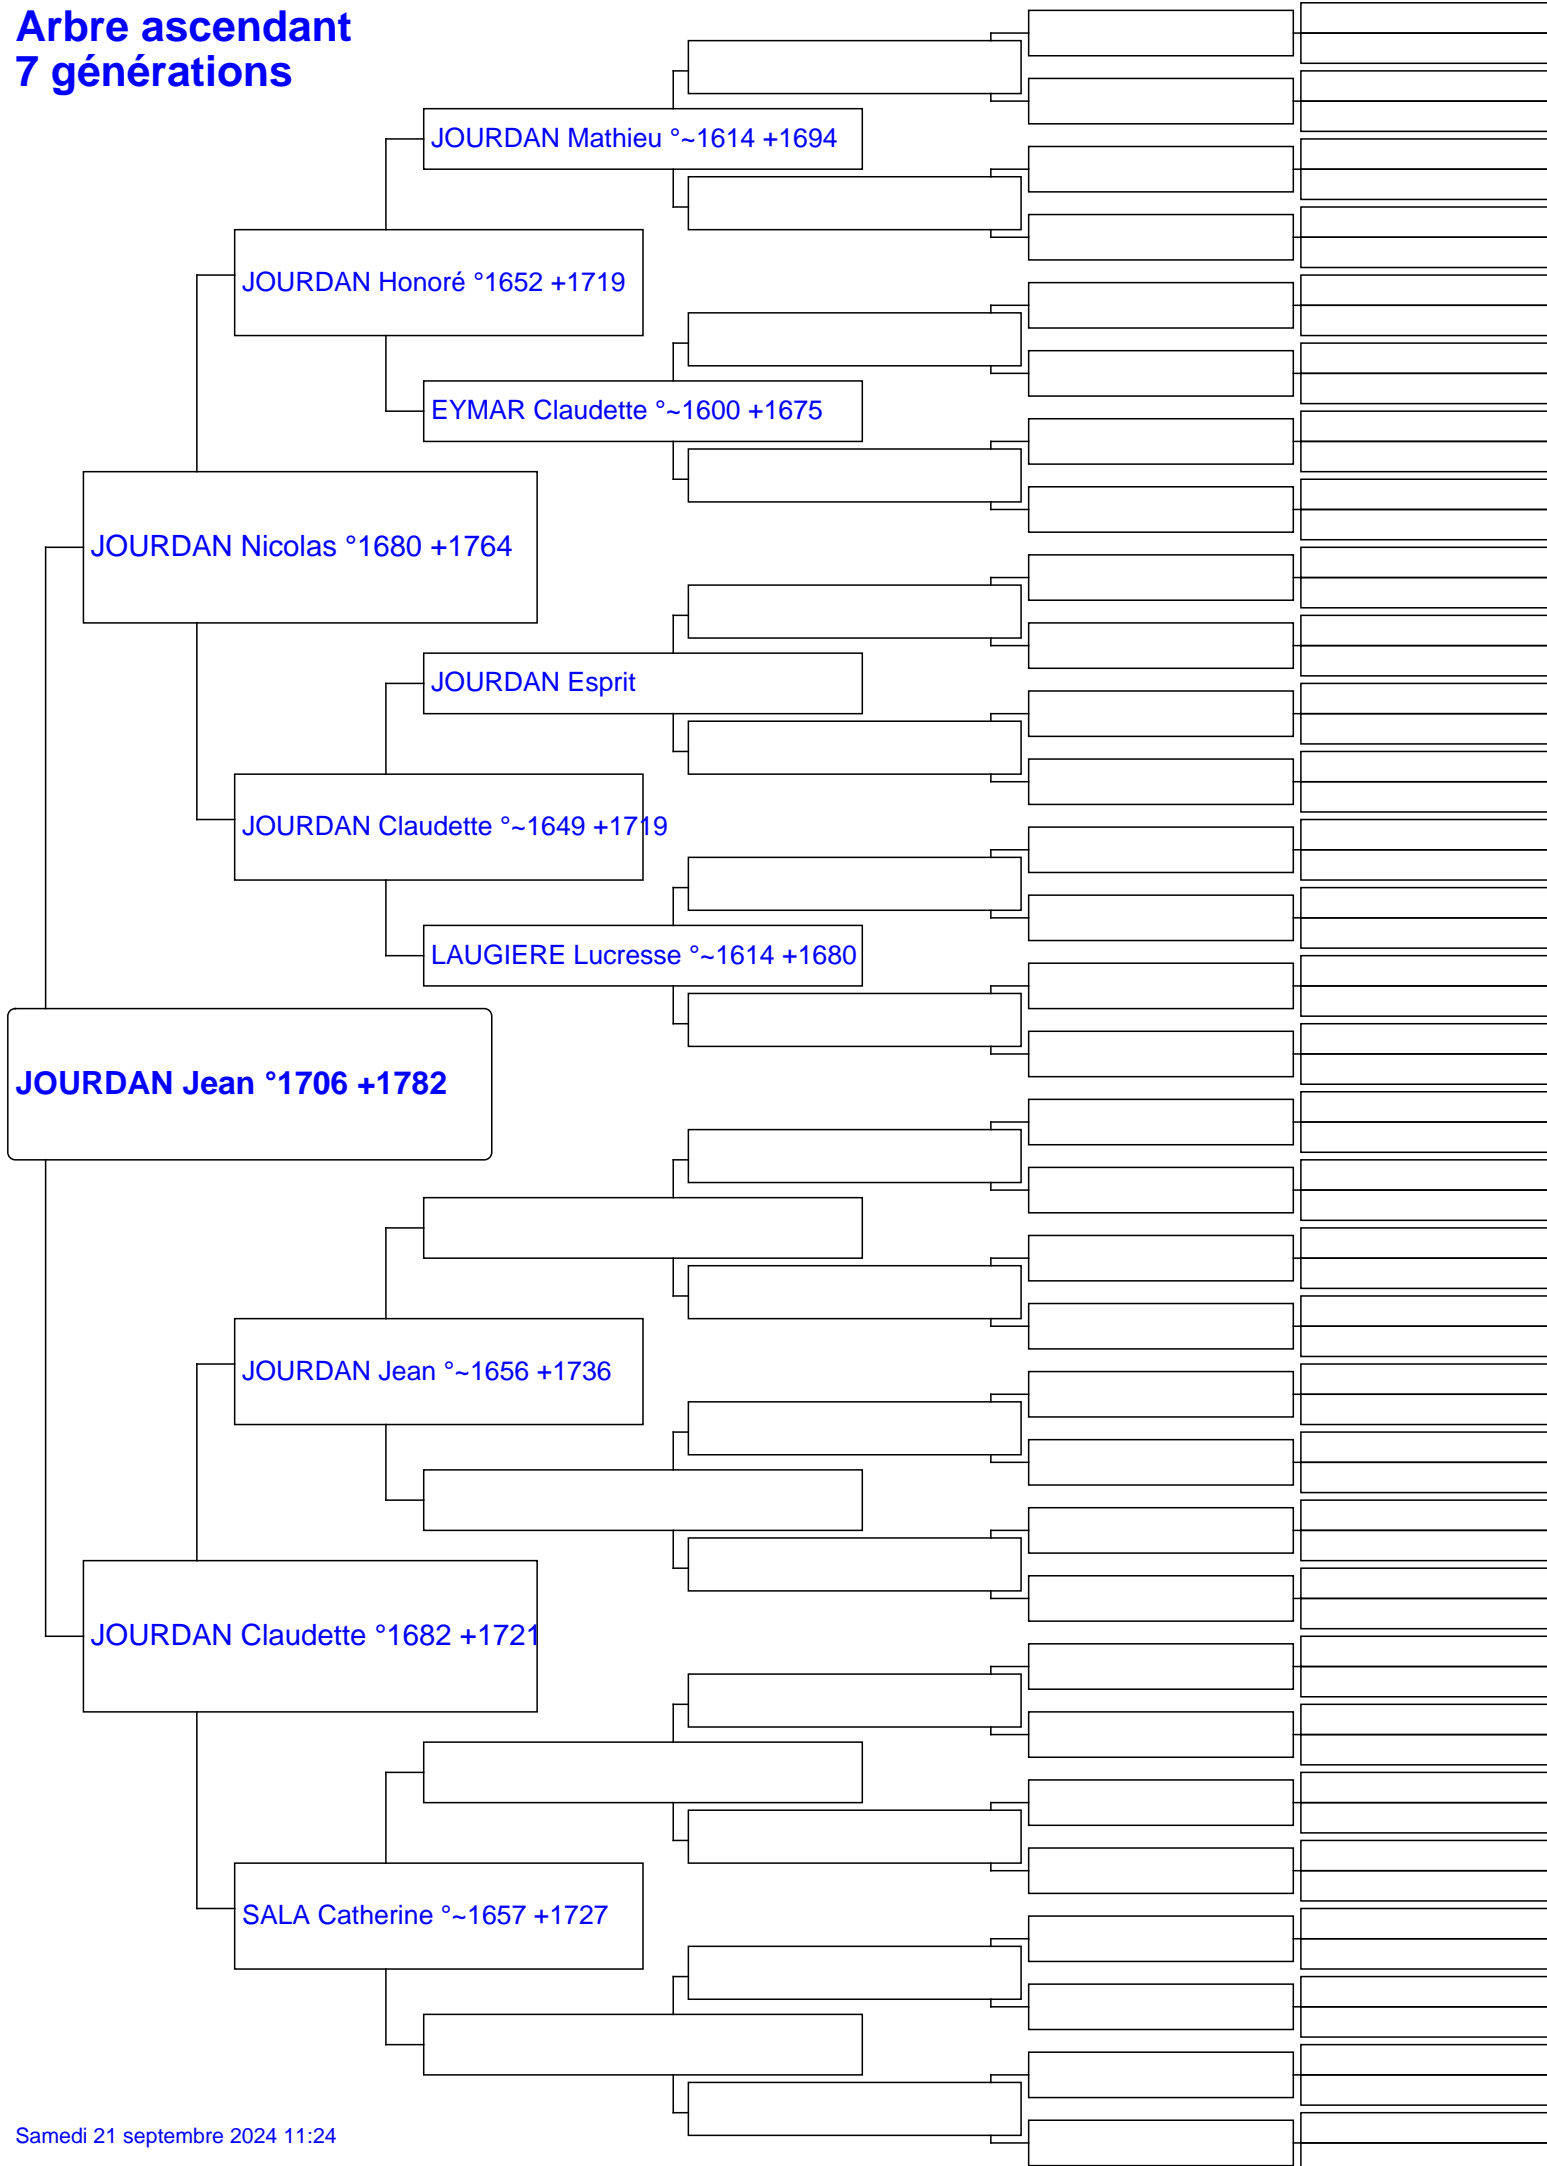 Arbre ascendant
7 générations
JOURDAN Mathieu °~1614 +1694
JOURDAN Honoré °1652 +1719
EYMAR Claudette °~1600 +1675
JOURDAN Nicolas °1680 +1764
JOURDAN Esprit
JOURDAN Claudette °~1649 +1719
LAUGIERE Lucresse °~1614 +1680
JOURDAN Jean °1706 +1782
JOURDAN Jean °~1656 +1736
JOURDAN Claudette °1682 +1721
SALA Catherine °~1657 +1727
Samedi 21 septembre 2024 11:24